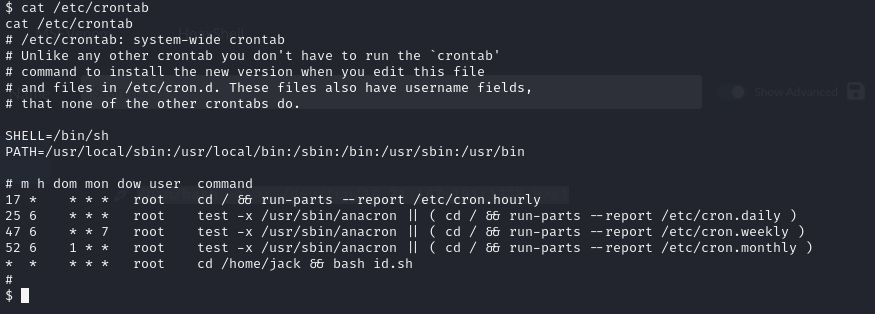 $ cat /etc/crontab
cat /etc/crontab
# /etc/crontab: system-wide crontab
# Unlike any other crontab you don't have to run the `crontab'
# command to install the new version when you edit this file
# and files in /etc/cron.d. These files also have username fields,
# that none of the other crontabs do.
Show Advanced
SHELL=/bin/sh
PATH=/usr/local/sbin:/usr/local/bin:/sbin:/bin:/usr/sbin:/usr/bin
# m h dom mon dow user  command
17 *    * * *   root    cd / && run-parts --report /etc/cron.hourly
25 6    * * *   root    test -x /usr/sbin/anacron || ( cd / && run-parts --report /etc/cron.daily )
47 6    * * 7   root    test -x /usr/sbin/anacron || ( cd / && run-parts --report /etc/cron.weekly )
52 6    1 * *   root    test -x /usr/sbin/anacron || ( cd / && run-parts --report /etc/cron.monthly )
*  *    * * *   root    cd /home/jack && bash id.sh
#
$